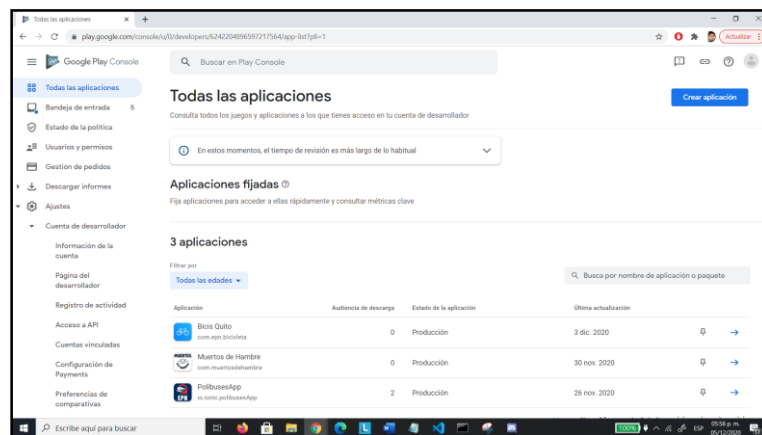 Todas las aplicaciones
play.google.com/console/u/0/developers/6242204896597217564/app-list?pli=1
Actualizar
Google Play Console
Buscar en Play Console
Todas las aplicaciones
Bandeja de entrada 5
Estado de la política
Usuarios y permisos
Gestión de pedidos
Descargar informes
Ajustes
Cuenta de desarrollador
Información de la
cuenta
Página del
desarrollador
Registro de actividad
Acceso a API
Cuentas vinculadas
Configuración de
Payments
Preferencias de
comparativas
Todas las aplicaciones
Crear aplicación
Consulta todos los juegos y aplicaciones a los que tienes acceso en tu cuenta de desarrollador
En estos momentos, el tiempo de revisión es más largo de lo habitual
Aplicaciones fijadas
Fija aplicaciones para acceder a ellas rápidamente y consultar métricas clave
3 aplicaciones
Filtrar por
Todas las edades
Busca por nombre de aplicación o paquete
Aplicación Audiencia de descarga Estado de la aplicación Última actualización
Bicis Quito
com.epn.bicicleta
0 Producción 3 dic. 2020
Muertos de Hambre
com.muertosdehambre
0 Producción 30 nov. 2020
PolibusesApp
io.ionic.polibusesApp
2 Producción 26 nov. 2020
Escribe aquí para buscar
100%
ESP
05:58 p. m.
05/12/2020